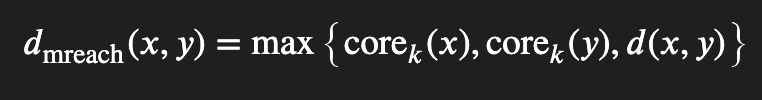 d_mreach(x, y) = max {core_k(x), core_k(y), d(x, y)}